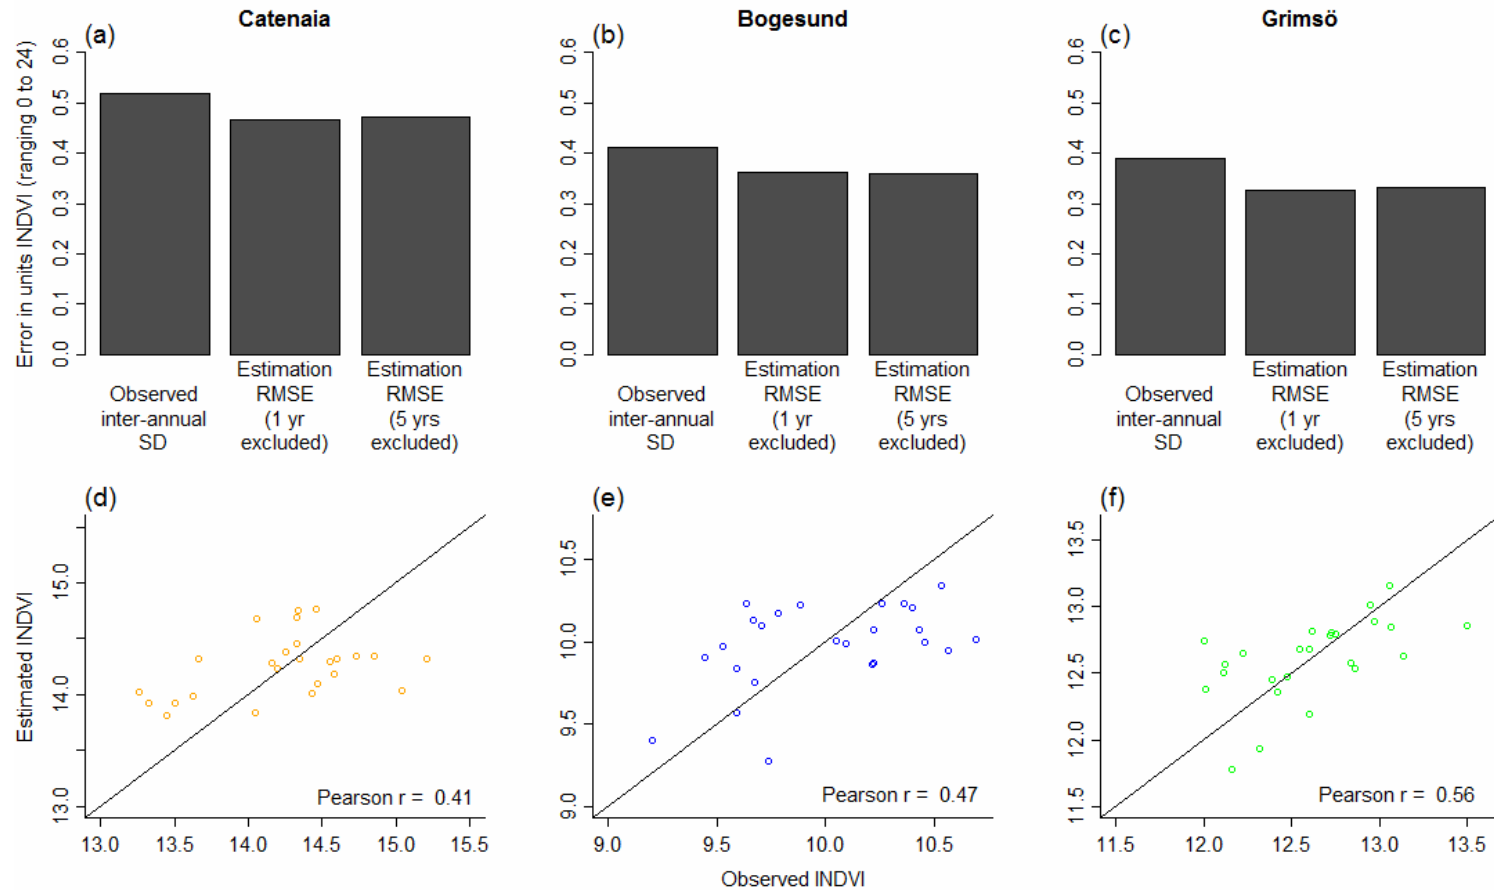 Catenaia
Bogesund
Grimsö
(a)
(b)
(c)
Error in units INDVI (ranging 0 to 24)
0.0 0.1 0.2 0.3 0.4 0.5 0.6
0.0 0.1 0.2 0.3 0.4 0.5 0.6
0.0 0.1 0.2 0.3 0.4 0.5 0.6
Observed
inter-annual
SD
Estimation
RMSE
(1 yr
excluded)
Estimation
RMSE
(5 yrs
excluded)
Observed
inter-annual
SD
Estimation
RMSE
(1 yr
excluded)
Estimation
RMSE
(5 yrs
excluded)
Observed
inter-annual
SD
Estimation
RMSE
(1 yr
excluded)
Estimation
RMSE
(5 yrs
excluded)
(d)
(e)
(f)
Estimated INDVI
13.0 14.0 15.0
Pearson r = 0.41
13.0 13.5 14.0 14.5 15.0 15.5
9.0 9.5 10.0 10.5
Pearson r = 0.47
9.0 9.5 10.0 10.5
11.5 12.0 12.5 13.0 13.5
Pearson r = 0.56
11.5 12.0 12.5 13.0 13.5
Observed INDVI